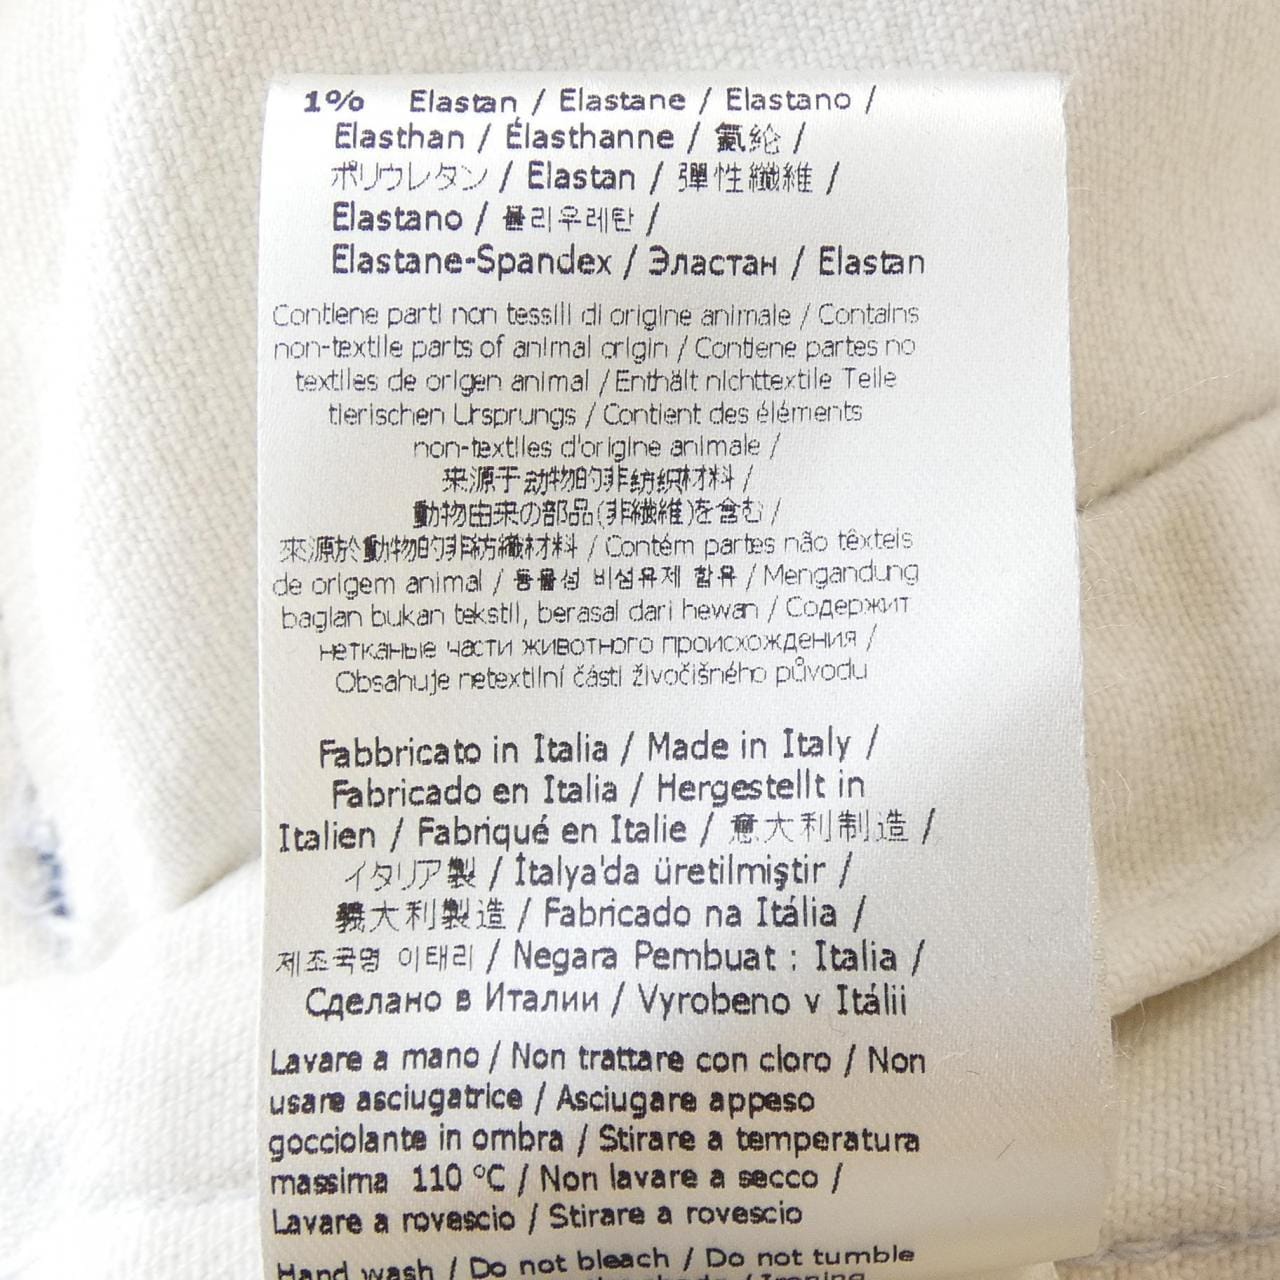 1% Elastan / Elastane / Elastano /
Elasthan / Élasthanne / 氨纶 /
ポリウレタン / Elastan / 彈性纖維 /
Elastano / 폴리우레탄 /
Elastane-Spandex / Эластан / Elastan
Contiene parti non tessili di origine animale / Contains
non-textile parts of animal origin / Contiene partes no
textiles de origen animal / Enthält nichttextile Teile
tierischen Ursprungs / Contient des éléments
non-textiles d'origine animale /
来源于动物的非纺织材料 /
動物由来の部品(非繊維)を含む /
來源於動物的非紡織材料 / Contém partes não têxteis
de origem animal / 동물성 비섬유제 함유 / Mengandung
bagian bukan tekstil, berasal dari hewan / Содержит
нетканые части животного происхождения /
Obsahuje netextilní části živočišného původu
Fabbricato in Italia / Made in Italy /
Fabricado en Italia / Hergestellt in
Italien / Fabriqué en Italie / 意大利制造 /
イタリア製 / İtalya'da üretilmiştir /
義大利製造 / Fabricado na Itália /
제조국명 이태리 / Negara Pembuat : Italia /
Сделано в Италии / Vyrobeno v Itálii
Lavare a mano / Non trattare con cloro / Non
usare asciugatrice / Asciugare appeso
gocciolante in ombra / Stirare a temperatura
massima 110 °C / Non lavare a secco /
Lavare a rovescio / Stirare a rovescio
Hand wash / Do not bleach / Do not tumble